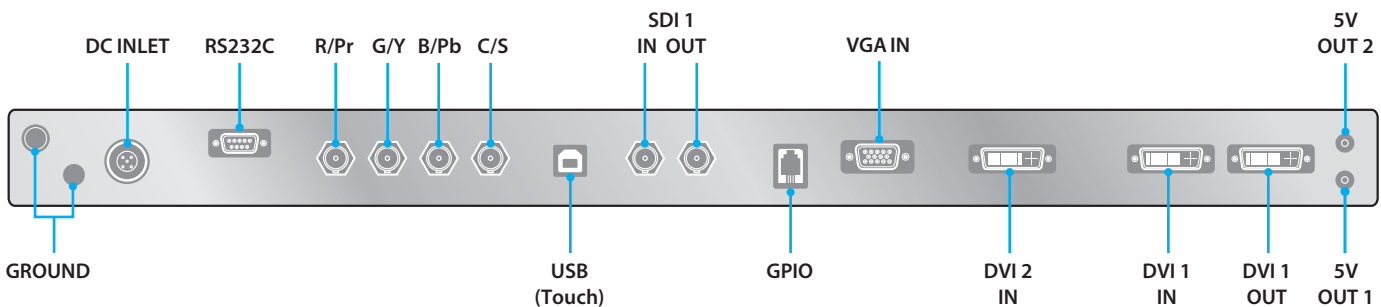 DC INLET
RS232C
R/Pr
G/Y
B/Pb
C/S
SDI 1
IN OUT
VGA IN
5V
OUT 2
GROUND
USB
(Touch)
GPIO
DVI 2
IN
DVI 1
IN
DVI 1
OUT
5V
OUT 1